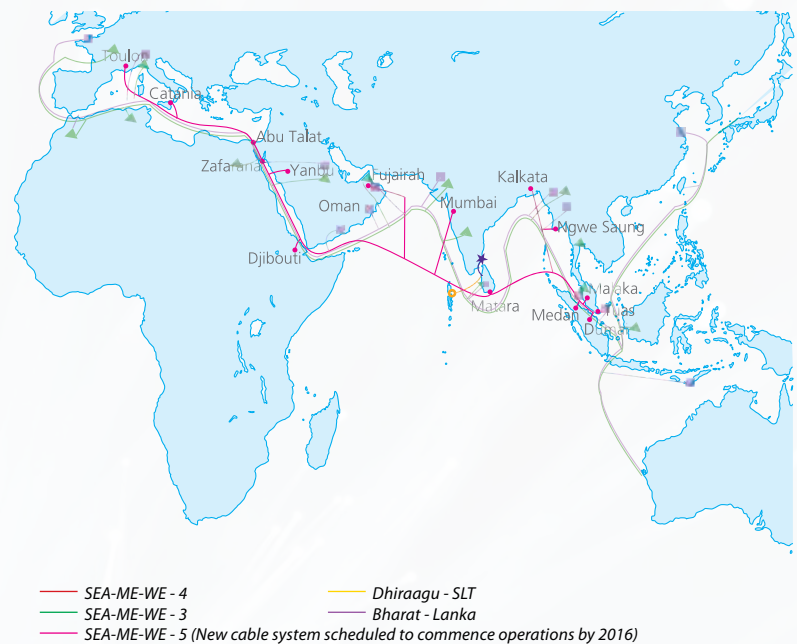 Toulon
Catania
Abu Talat
Zafarana
Yanbu
Fujairah
Oman
Mumbai
Kalkata
Ngwe Saung
Djibouti
Matara
Malaka
Medan
Tuas
Dumai
SEA-ME-WE - 4
SEA-ME-WE - 3
SEA-ME-WE - 5 (New cable system scheduled to commence operations by 2016)
Dhiraagu - SLT
Bharat - Lanka